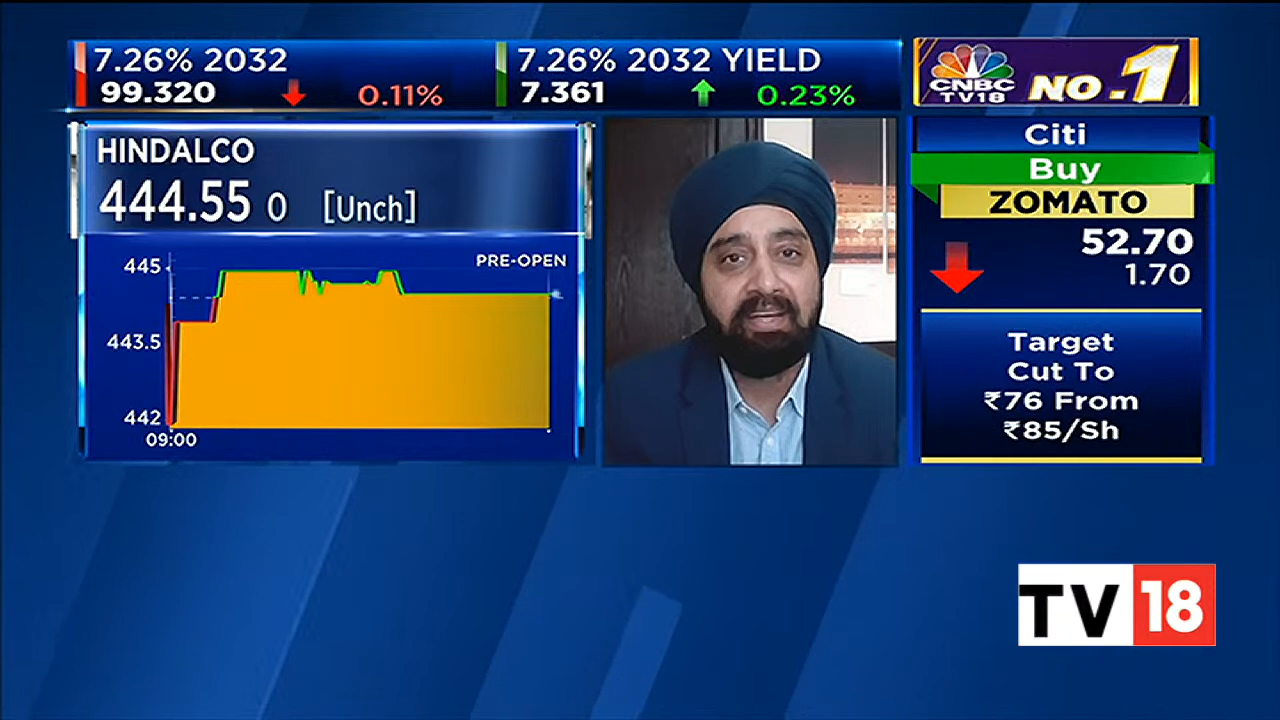 7.26% 2032
99.320 0.11%
7.26% 2032 YIELD
7.361 0.23%
CNBC
TV18
NO.1
HINDALCO
444.55 0 [Unch]
PRE-OPEN
445
443.5
442
09:00
Citi
Buy
ZOMATO
52.70
1.70
Target
Cut To
₹76 From
₹85/Sh
TV18